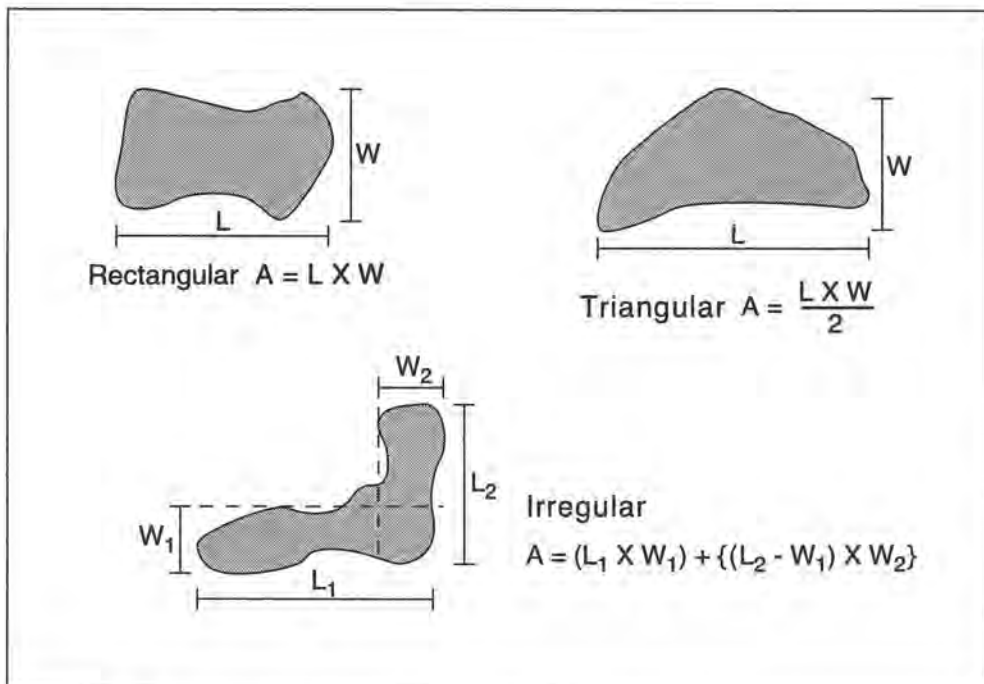 W
L
Rectangular A = L X W
W
L
Triangular A = L X W / 2
W₂
L₂
W₁
L₁
Irregular
A = (L₁ X W₁) + {(L₂ - W₁) X W₂}